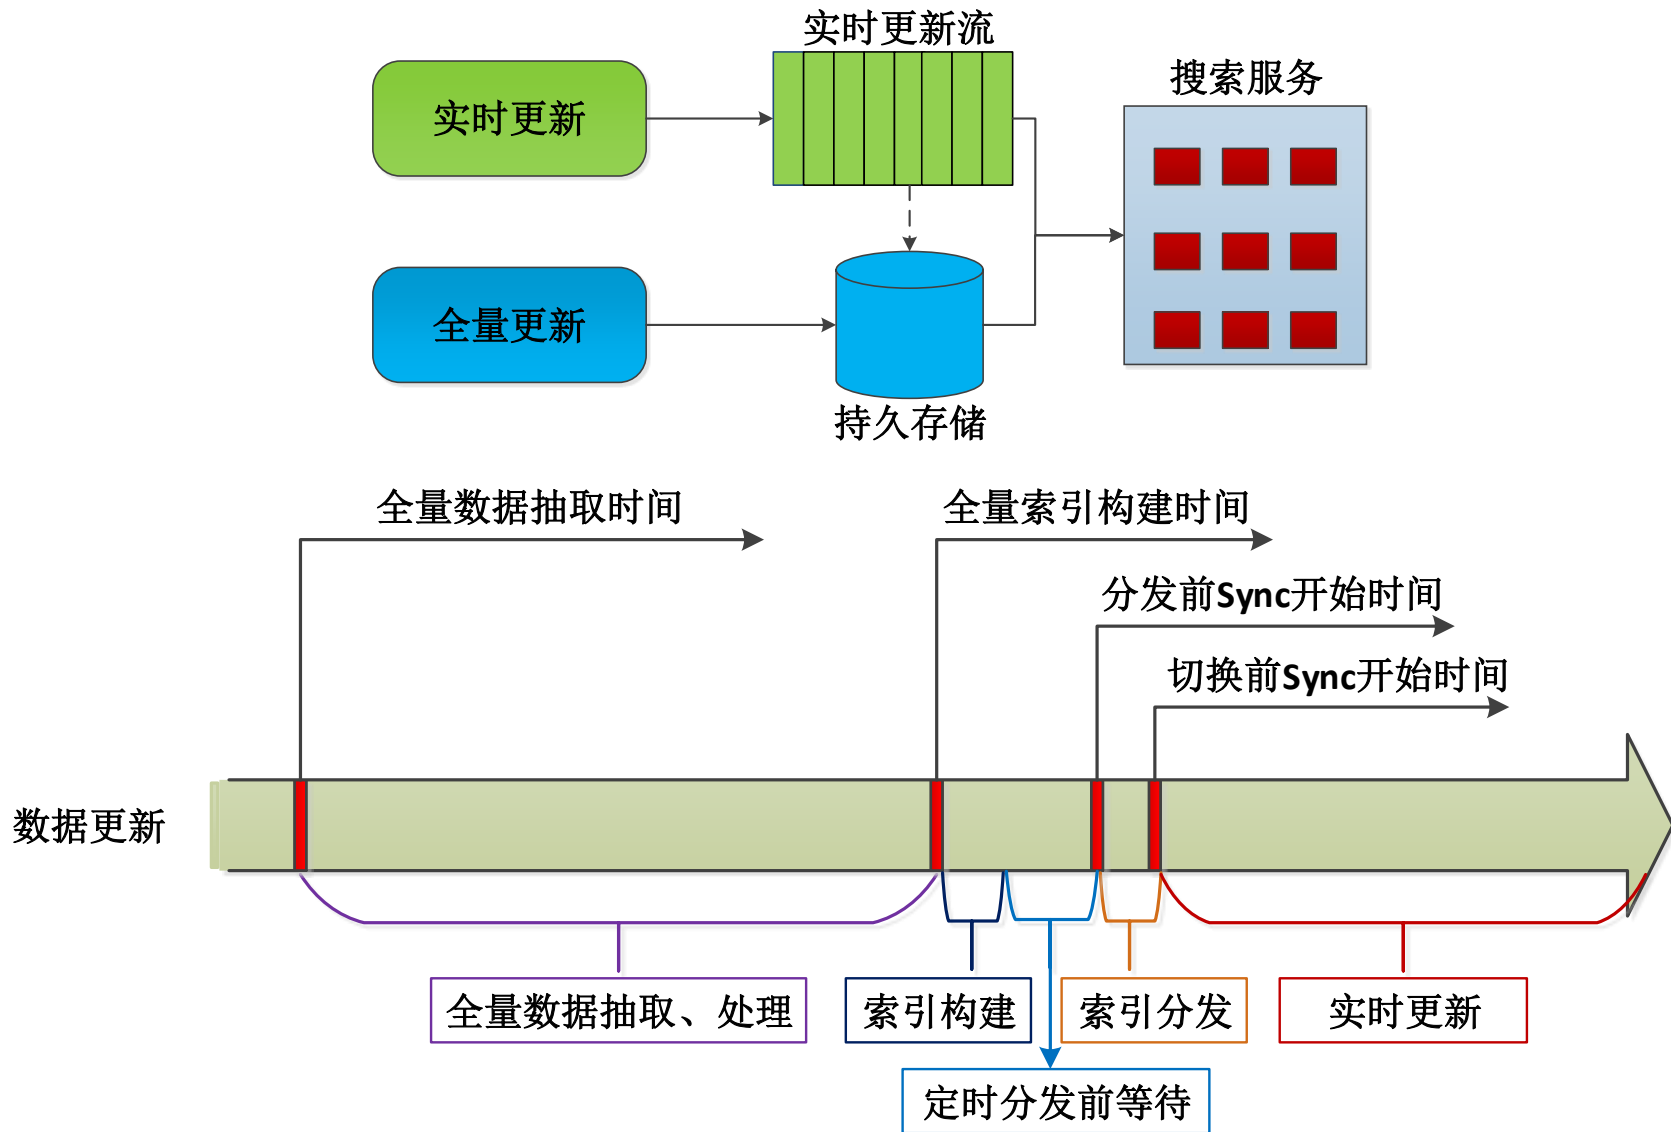 实时更新流
搜索服务
实时更新
全量更新
持久存储
全量数据抽取时间
全量索引构建时间
分发前Sync开始时间
切换前Sync开始时间
数据更新
全量数据抽取、处理
索引构建
索引分发
实时更新
定时分发前等待